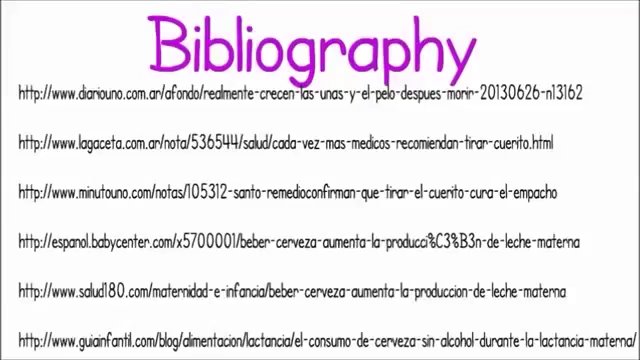 Bibliography
http://www.diariouno.com.ar/afondo/realmente-crecen-las-unas-y-el-pelo-despues-morir-20130626-n13162
http://www.lagaceta.com.ar/nota/536544/salud/cada-vez-mas-medicos-recomiendan-tirar-cuerito.html
http://www.minutouno.com/notas/105312-santo-remedioconfirman-que-tirar-el-cuerito-cura-el-empacho
http://espanol.babycenter.com/x5700001/beber-cerveza-aumenta-la-producci%C3%B3n-de-leche-materna
http://www.salud180.com/maternidad-e-infancia/beber-cerveza-aumenta-la-produccion-de-leche-materna
http://www.guiainfantil.com/blog/alimentacion/lactancia/el-consumo-de-cerveza-sin-alcohol-durante-la-lactancia-materna/